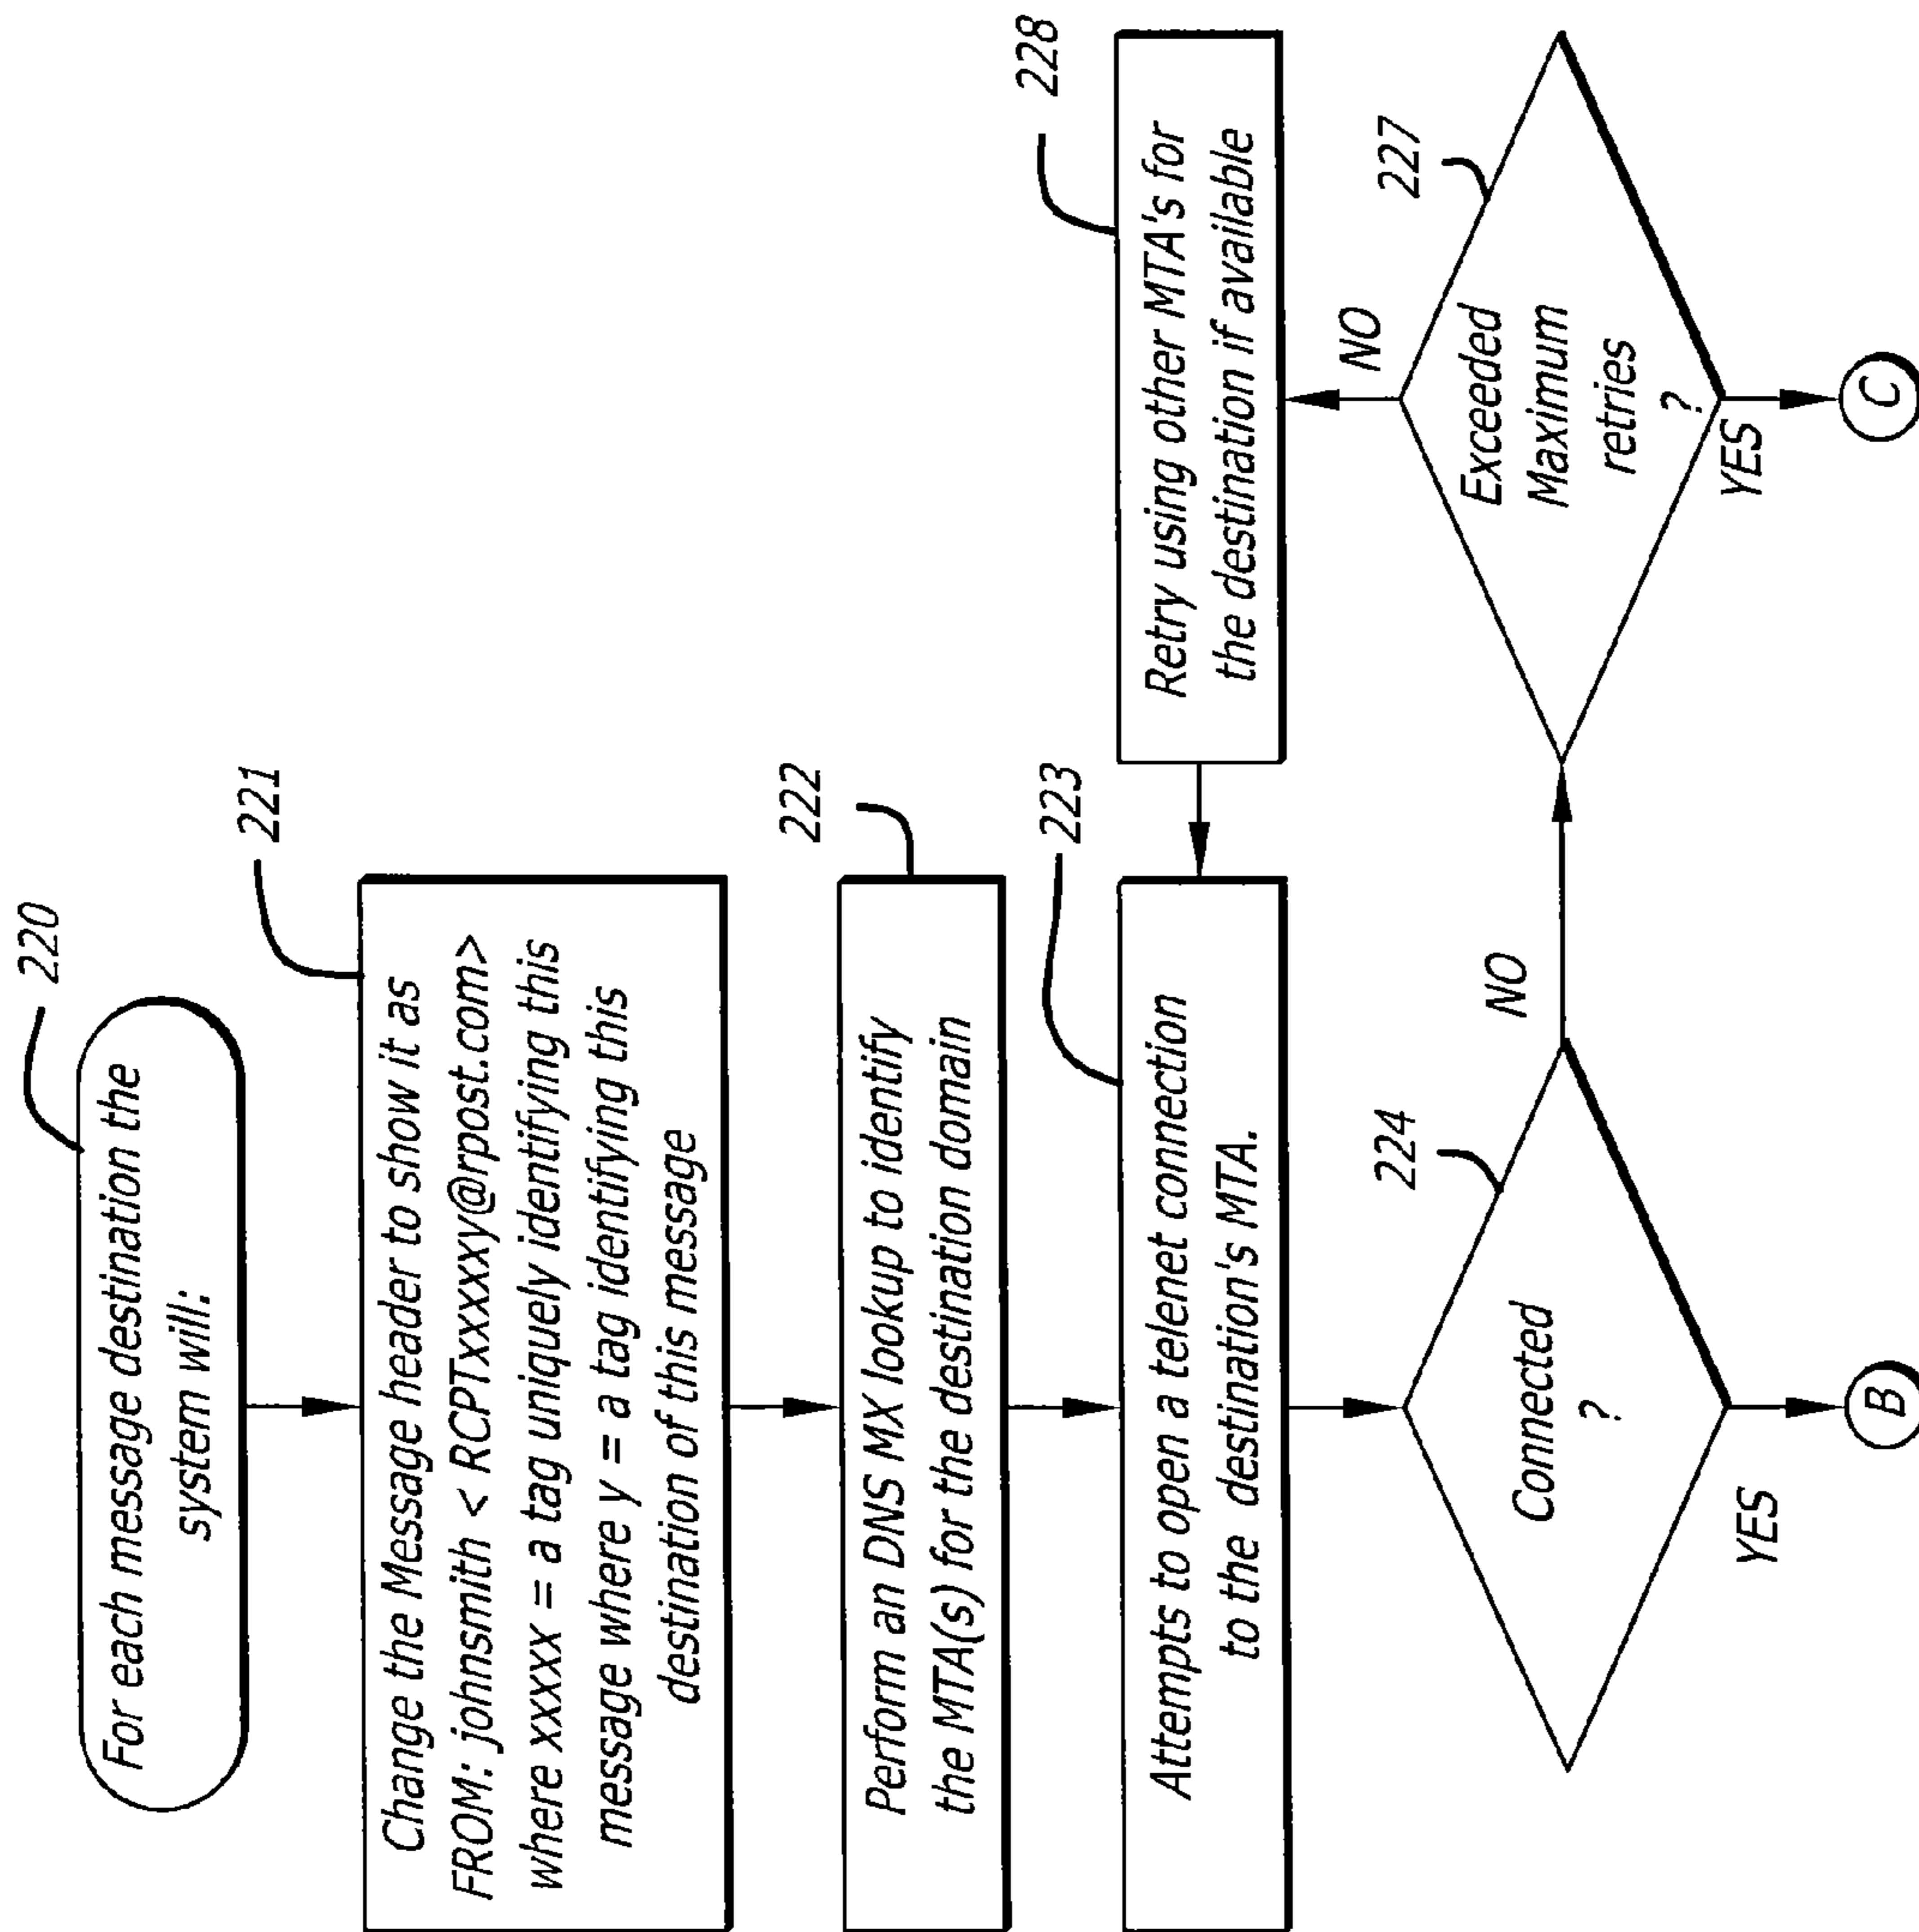 220
For each message destination the
system will:
221
Change the Message header to show it as
FROM: johnsmith < RCPTxxxxxy@rpost.com>
where xxxxx = a tag uniquely identifying this
message where y = a tag identifying this
destination of this message
222
Perform an DNS MX lookup to identify
the MTA(s) for the destination domain
223
Attempts to open a telenet connection
to the destination's MTA.
228
Retry using other MTA's for
the destination if available
224
Connected
?
NO
YES
B
227
NO
Exceeded
Maximum
retries
?
YES
C